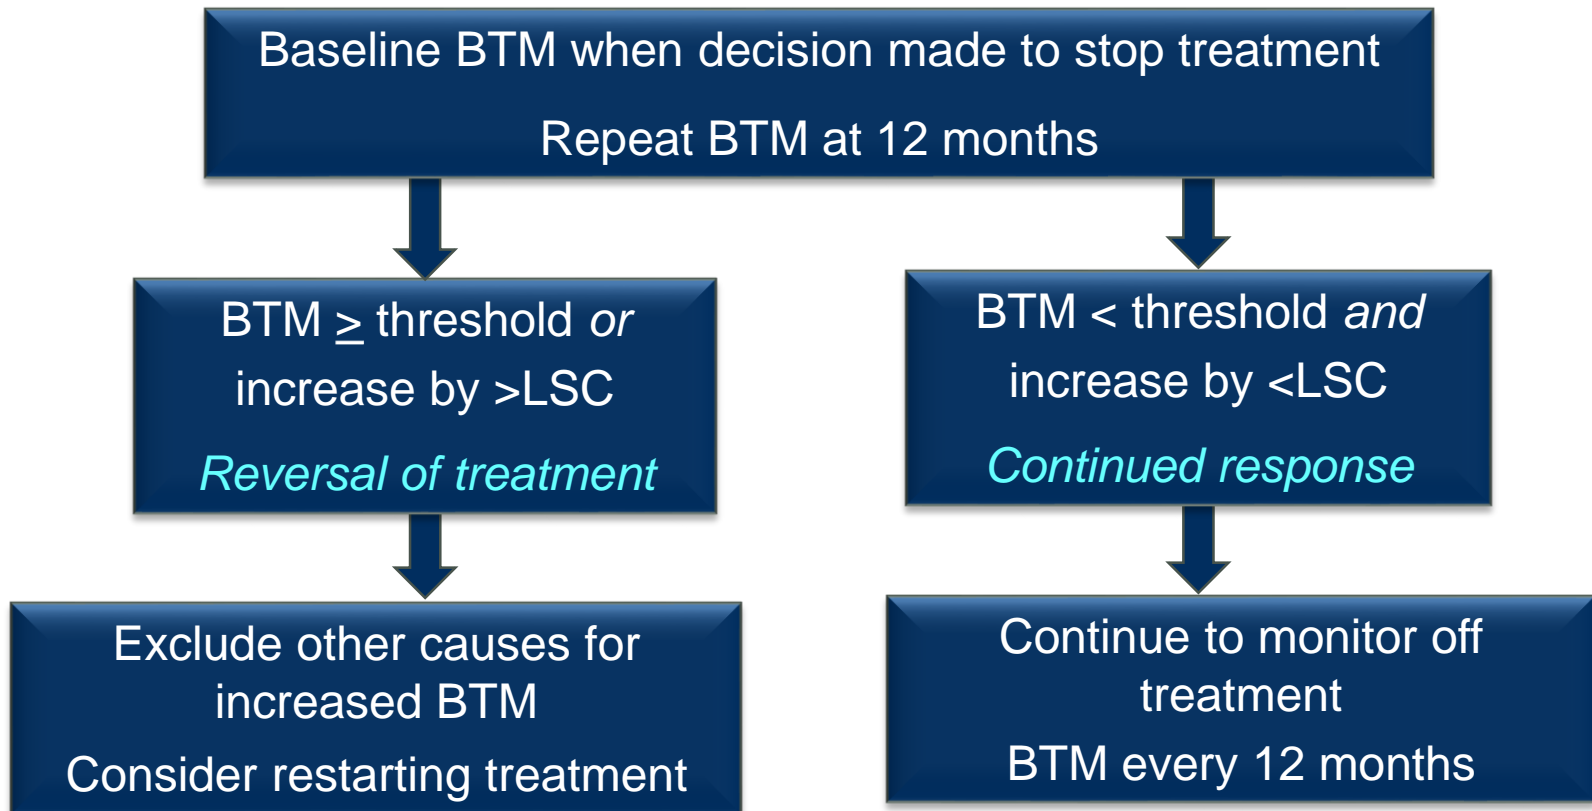 Baseline BTM when decision made to stop treatment
Repeat BTM at 12 months
BTM ≥ threshold or
increase by >LSC
Reversal of treatment
BTM < threshold and
increase by <LSC
Continued response
Exclude other causes for
increased BTM
Consider restarting treatment
Continue to monitor off
treatment
BTM every 12 months